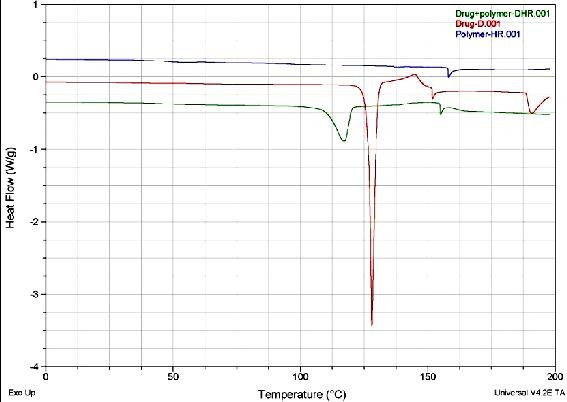 Drug+polymer-DHR.001
Drug-D.001
Polymer-HR.001
1
0
-1
-2
-3
-4
Heat Flow (W/g)
0
50
100
150
200
Exo Up
Temperature (°C)
Universal V4.2E TA